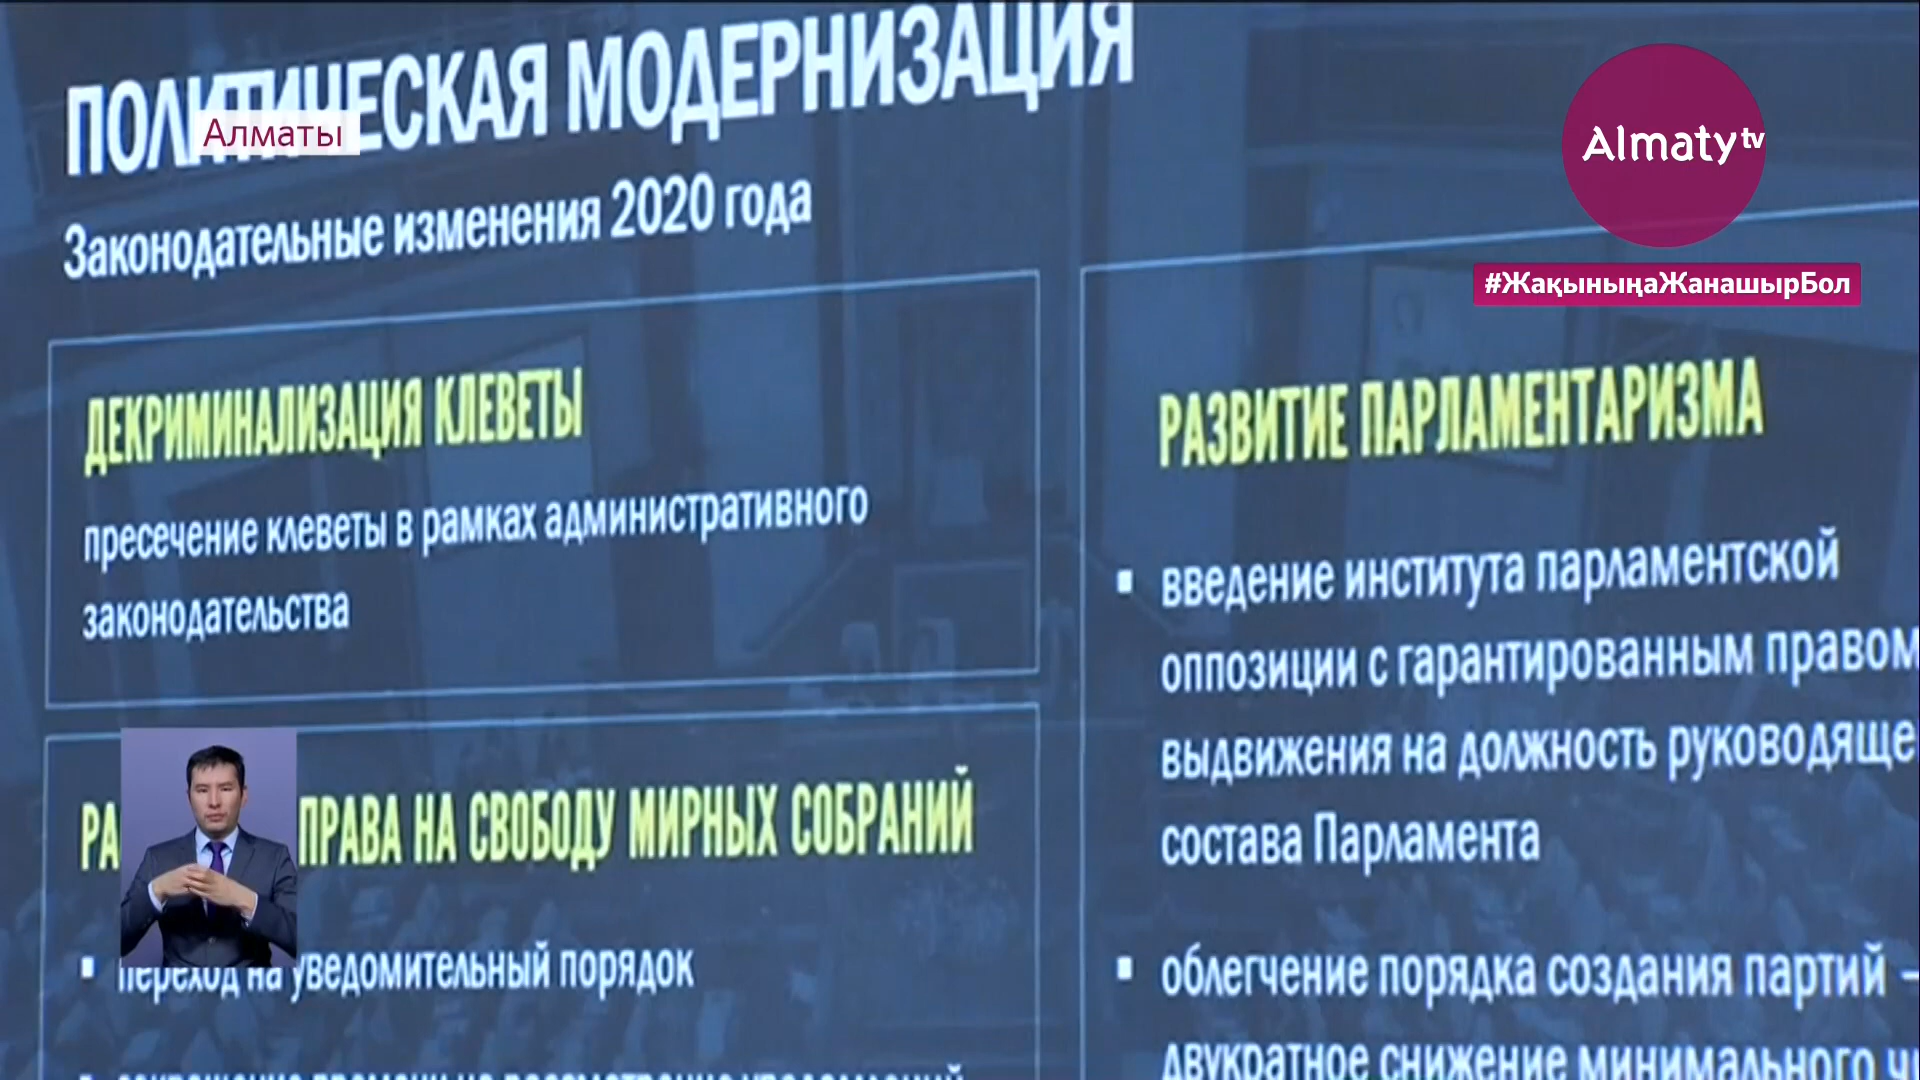 ПОЛИТИЧЕСКАЯ МОДЕРНИЗАЦИЯ
Алматы
Almaty tv
#ЖақыныңаЖанашырБол
Законодательные изменения 2020 года
ДЕКРИМИНАЛИЗАЦИЯ КЛЕВЕТЫ
пресечение клеветы в рамках административного
законодательства
ПРАВА НА СВОБОДУ МИРНЫХ СОБРАНИЙ
▪ переход на уведомительный порядок
РАЗВИТИЕ ПАРЛАМЕНТАРИЗМА
▪ введение института парламентской
оппозиции с гарантированным правом
выдвижения на должность руководяще
состава Парламента
▪ облегчение порядка создания партий –
двукратное снижение минимального